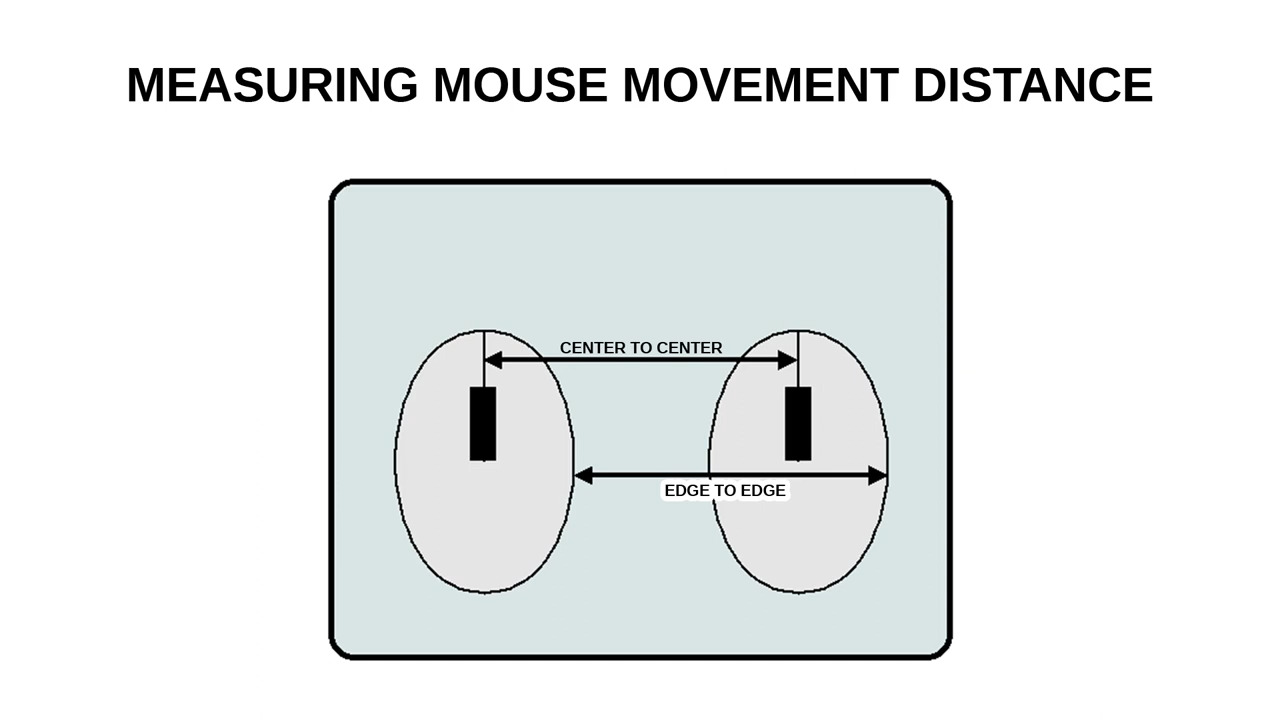 MEASURING MOUSE MOVEMENT DISTANCE
CENTER TO CENTER
EDGE TO EDGE